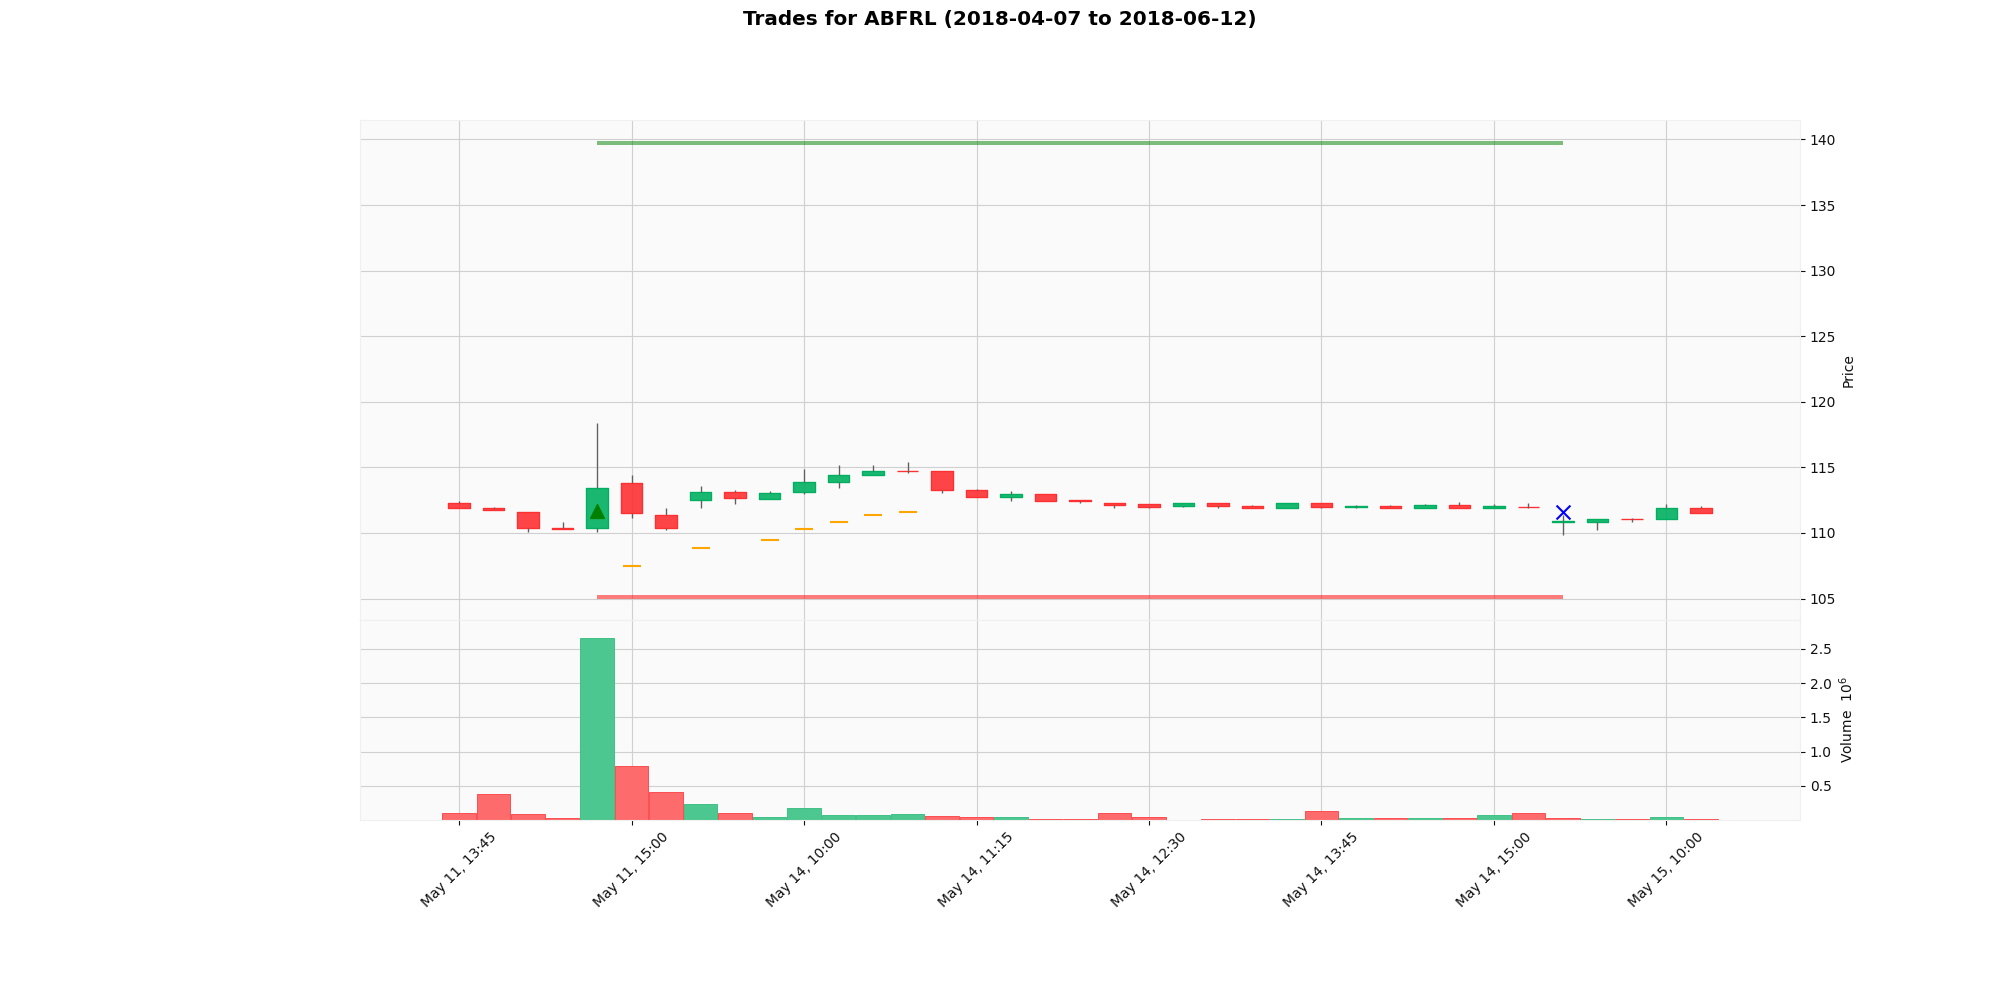 Trades for ABFRL (2018-04-07 to 2018-06-12)
140
135
130
125
120
115
110
105
Price
2.5
2.0
1.5
1.0
0.5
Volume 10⁶
May 11, 13:45
May 11, 15:00
May 14, 10:00
May 14, 11:15
May 14, 12:30
May 14, 13:45
May 14, 15:00
May 15, 10:00